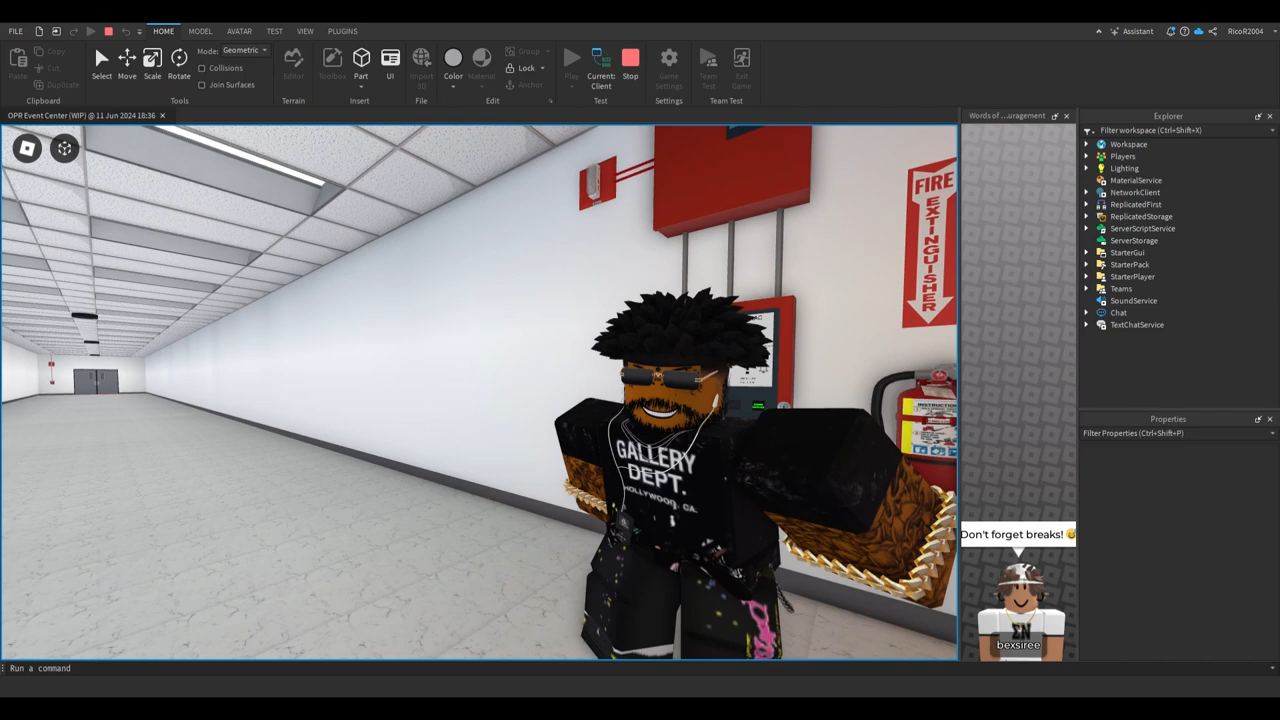 FILE
HOME
MODEL
AVATAR
TEST
VIEW
PLUGINS
Assistant
RicoR2004
Paste
Copy
Cut
Duplicate
Clipboard
Select
Move
Scale
Rotate
Mode:
Geometric
Collisions
Join Surfaces
Tools
Editor
Terrain
Toolbox
Part
UI
Insert
Import
3D
File
Color
Material
Group
Lock
Anchor
Edit
Play
Current:
Client
Stop
Test
Game
Settings
Settings
Team
Test
Exit
Game
Team Test
OPR Event Center (WIP) @ 11 Jun 2024 18:36
Words of ...uragement
Explorer
Filter workspace (Ctrl+Shift+X)
Workspace
Players
Lighting
MaterialService
NetworkClient
ReplicatedFirst
ReplicatedStorage
ServerScriptService
ServerStorage
StarterGui
StarterPack
StarterPlayer
Teams
SoundService
Chat
TextChatService
Properties
Filter Properties (Ctrl+Shift+P)
FIRE
EXTINGUISHER
GALLERY
DEPT.
HOLLYWOOD, CA.
Don't forget breaks!
bexsiree
Run a command